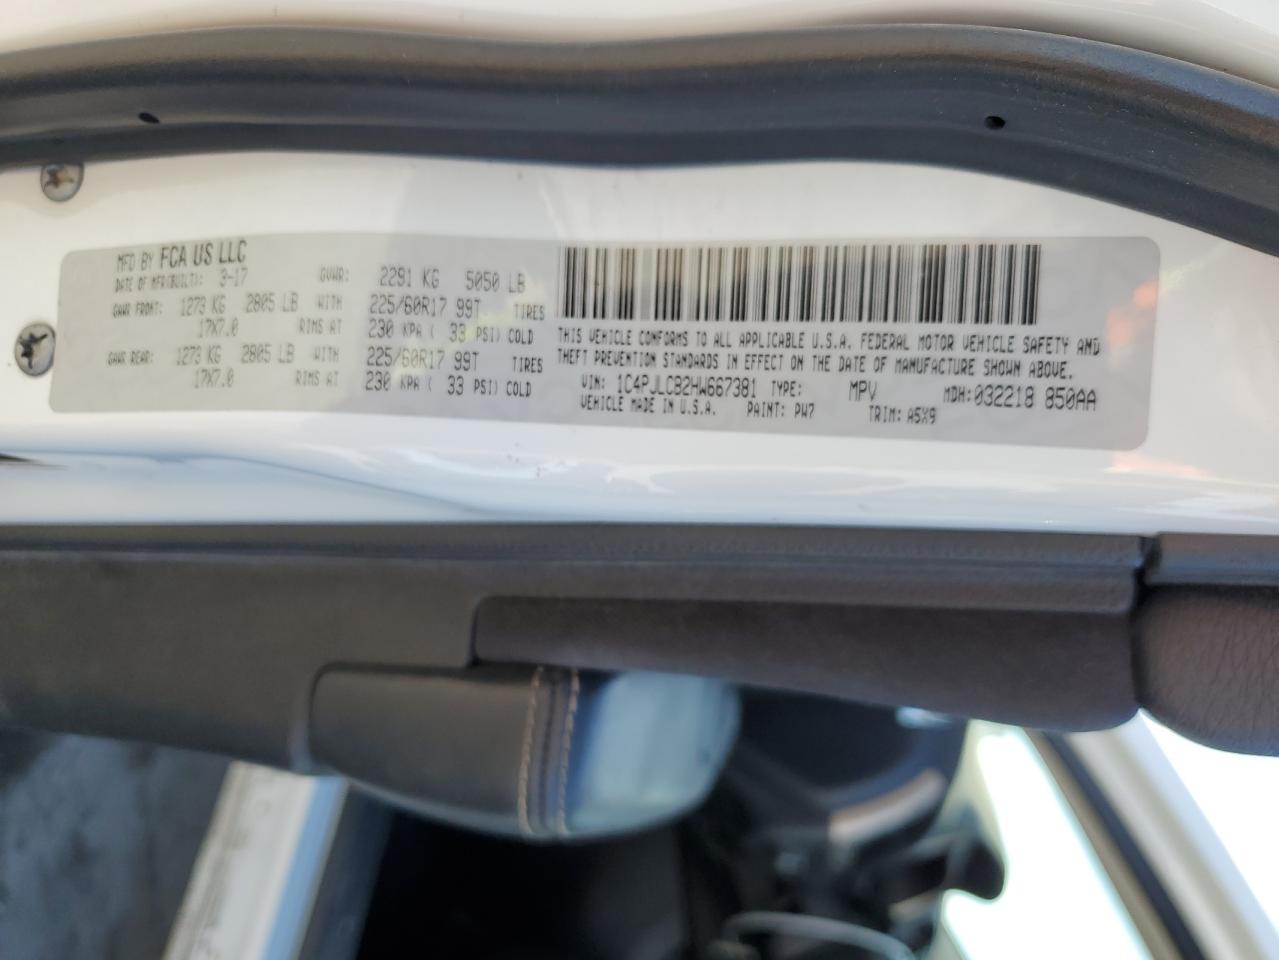 MFD BY FCA US LLC
DATE OF MFR(BUILT): 3-17 GVWR: 2291 KG 5050 LB
GAWR FRONT: 1273 KG 2805 LB WITH 225/60R17 99T TIRES
17X7.0 RIMS AT 230 KPA ( 33 PSI) COLD
GAWR REAR: 1273 KG 2805 LB WITH 225/60R17 99T TIRES
17X7.0 RIMS AT 230 KPA ( 33 PSI) COLD
THIS VEHICLE CONFORMS TO ALL APPLICABLE U.S.A. FEDERAL MOTOR VEHICLE SAFETY AND
THEFT PREVENTION STANDARDS IN EFFECT ON THE DATE OF MANUFACTURE SHOWN ABOVE.
VIN: 1C4PJLCB2HW667381 TYPE: MPV MDH:032218 850AA
VEHICLE MADE IN U.S.A. PAINT: PW7 TRIM: A5X9